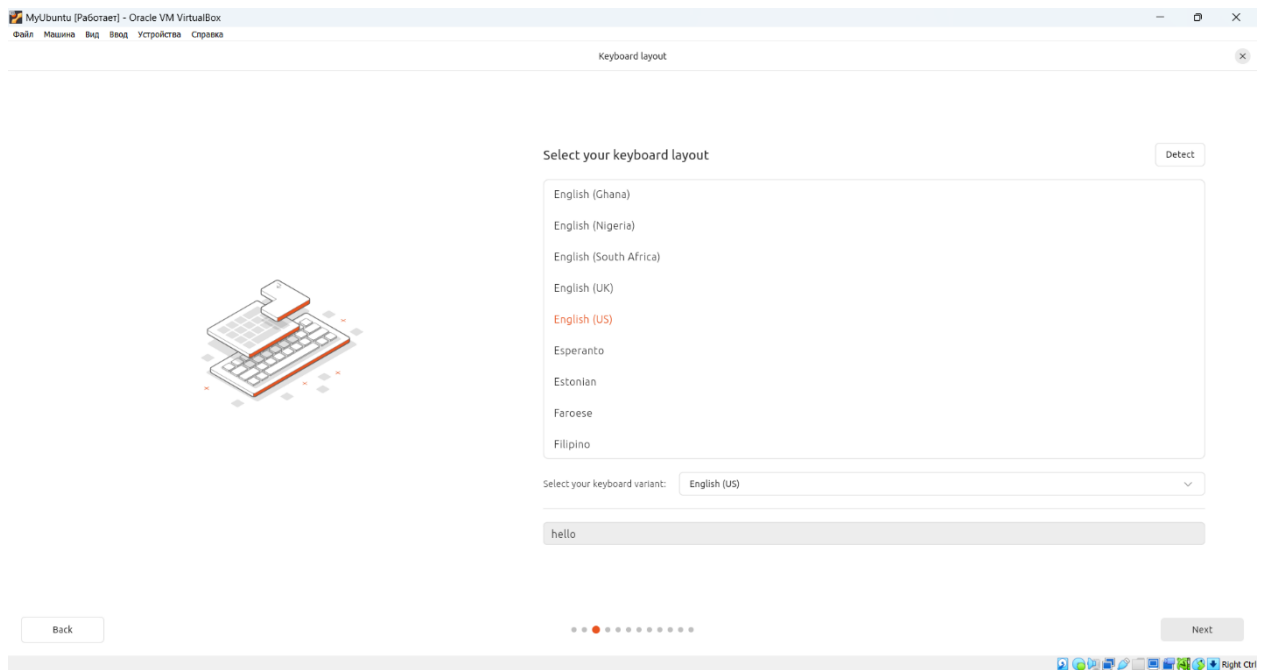 MyUbuntu [Работает] - Oracle VM VirtualBox
Файл Машина Вид Ввод Устройства Справка
Keyboard layout
Select your keyboard layout
Detect
English (Ghana)
English (Nigeria)
English (South Africa)
English (UK)
English (US)
Esperanto
Estonian
Faroese
Filipino
Select your keyboard variant: English (US)
hello
Back
Next
Right Ctrl